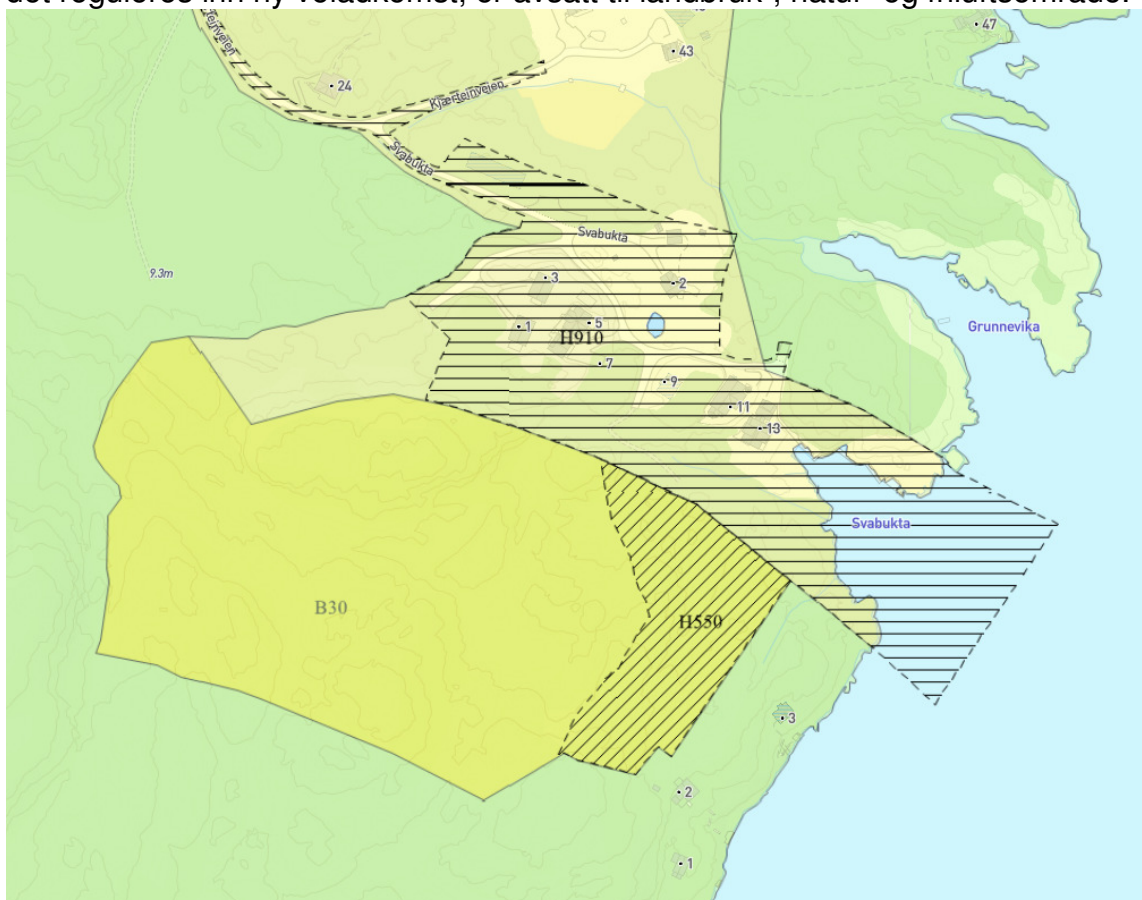 det reguleres inn ny veiadkomst, er avsatt til landbruk-, natur- og friluftsområde.
47
43
24
Kjærteinveien
Svabukta
Svabukta
9.3m
3
2
Grunnevika
1
5
H910
7
9
11
13
Svabukta
B30
H550
3
2
1